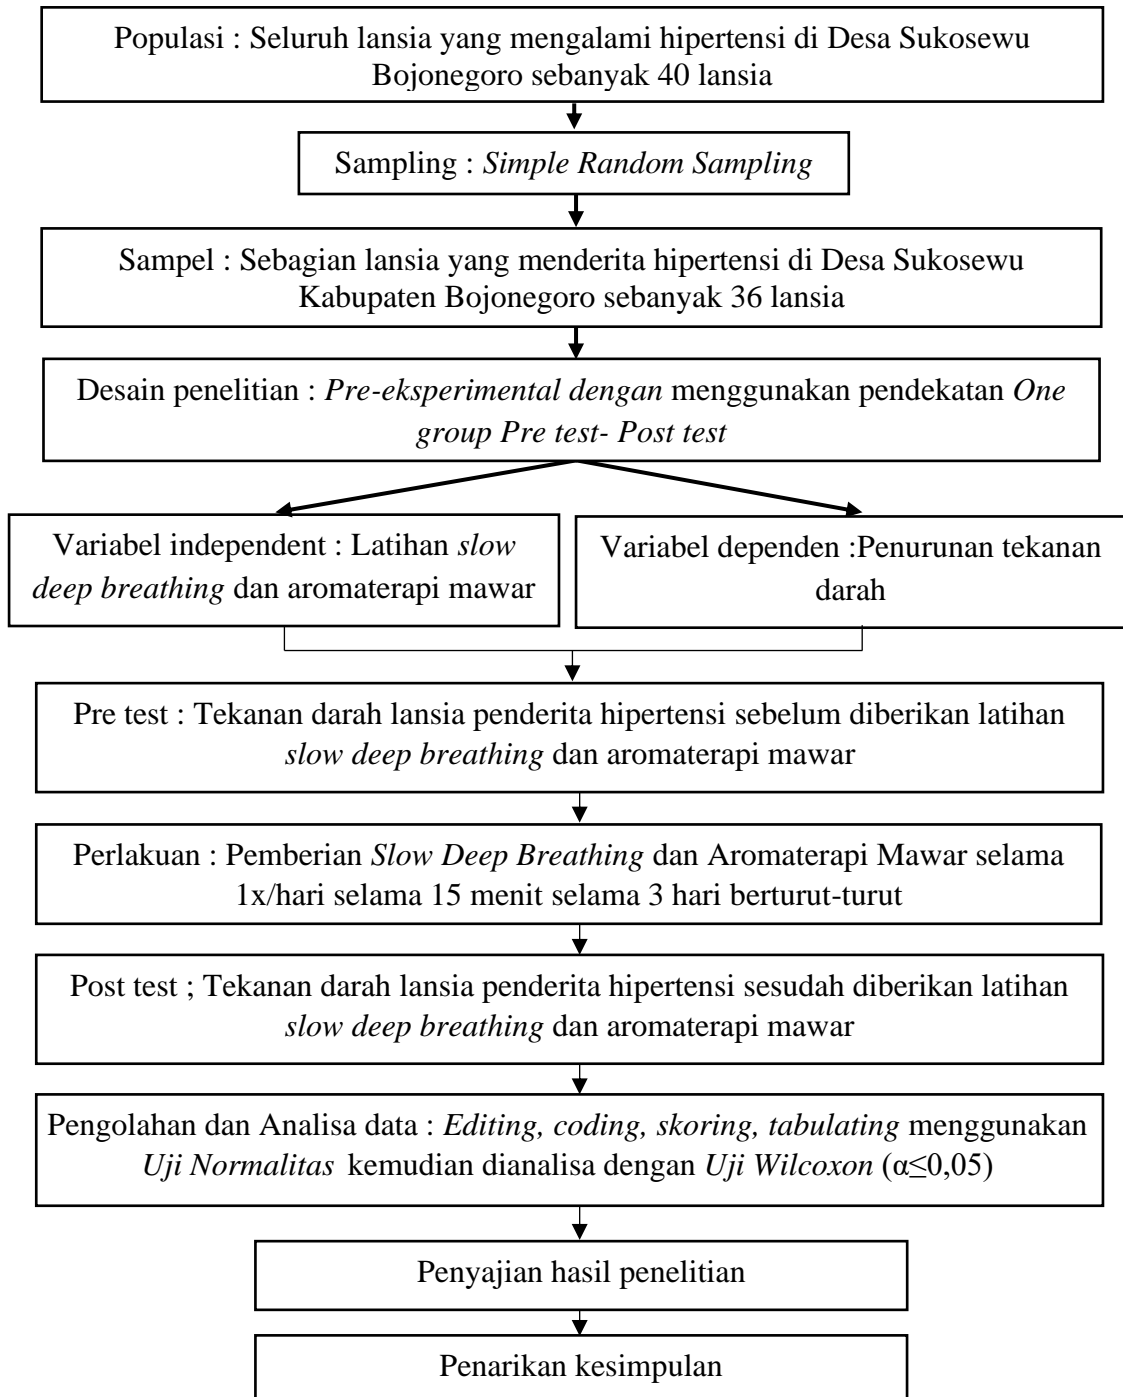 Populasi : Seluruh lansia yang mengalami hipertensi di Desa Sukosewu
Bojonegoro sebanyak 40 lansia
Sampling : Simple Random Sampling
Sampel : Sebagian lansia yang menderita hipertensi di Desa Sukosewu
Kabupaten Bojonegoro sebanyak 36 lansia
Desain penelitian : Pre-eksperimental dengan menggunakan pendekatan One
group Pre test- Post test
Variabel independent : Latihan slow
deep breathing dan aromaterapi mawar
Variabel dependen :Penurunan tekanan
darah
Pre test : Tekanan darah lansia penderita hipertensi sebelum diberikan latihan
slow deep breathing dan aromaterapi mawar
Perlakuan : Pemberian Slow Deep Breathing dan Aromaterapi Mawar selama
1x/hari selama 15 menit selama 3 hari berturut-turut
Post test ; Tekanan darah lansia penderita hipertensi sesudah diberikan latihan
slow deep breathing dan aromaterapi mawar
Pengolahan dan Analisa data : Editing, coding, skoring, tabulating menggunakan
Uji Normalitas kemudian dianalisa dengan Uji Wilcoxon (α≤0,05)
Penyajian hasil penelitian
Penarikan kesimpulan